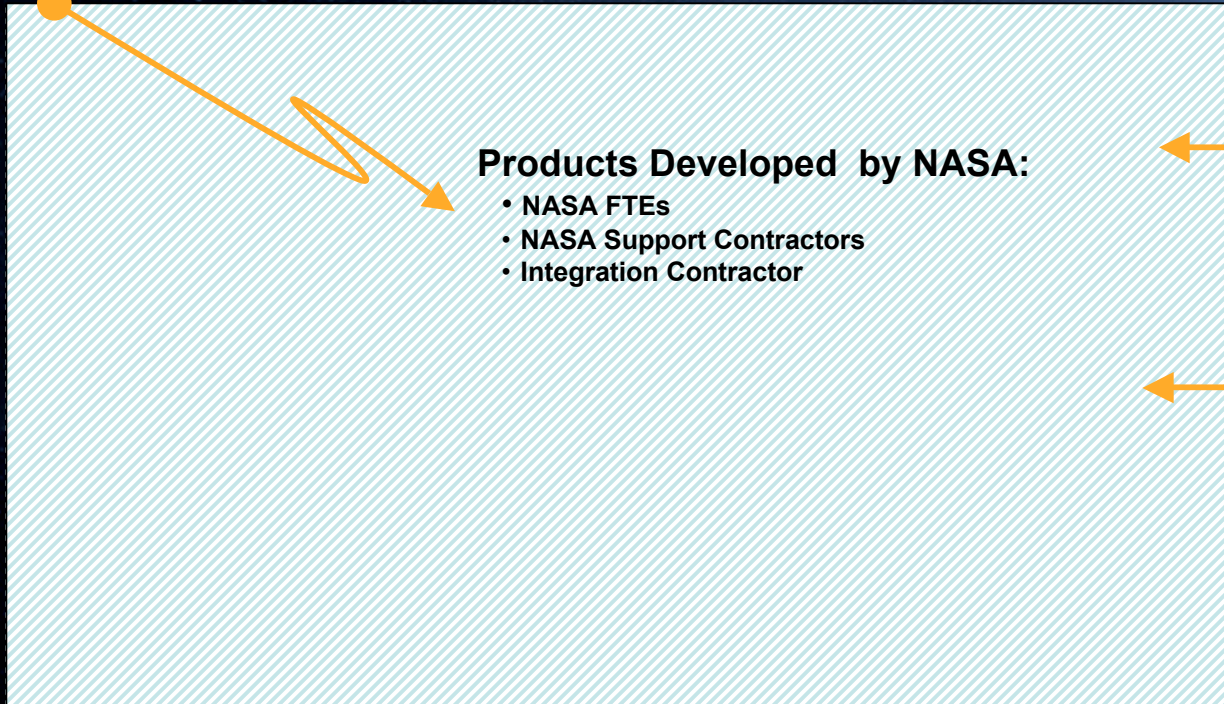 Products Developed  by NASA:
• NASA FTEs
• NASA Support Contractors
• Integration Contractor